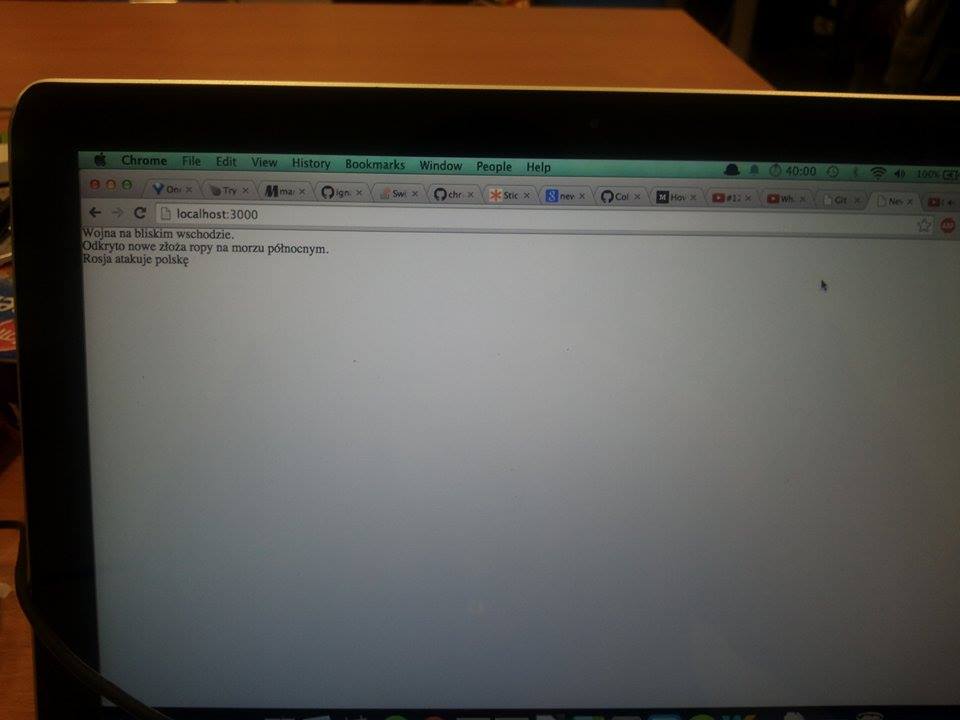 Chrome File Edit View History Bookmarks Window People Help 40:00 100%
One Try mar ign Swi chr Stic nev Col Hov #12 Wh. Git Nev
localhost:3000
Wojna na bliskim wschodzie.
Odkryto nowe złoża ropy na morzu północnym.
Rosja atakuje polskę